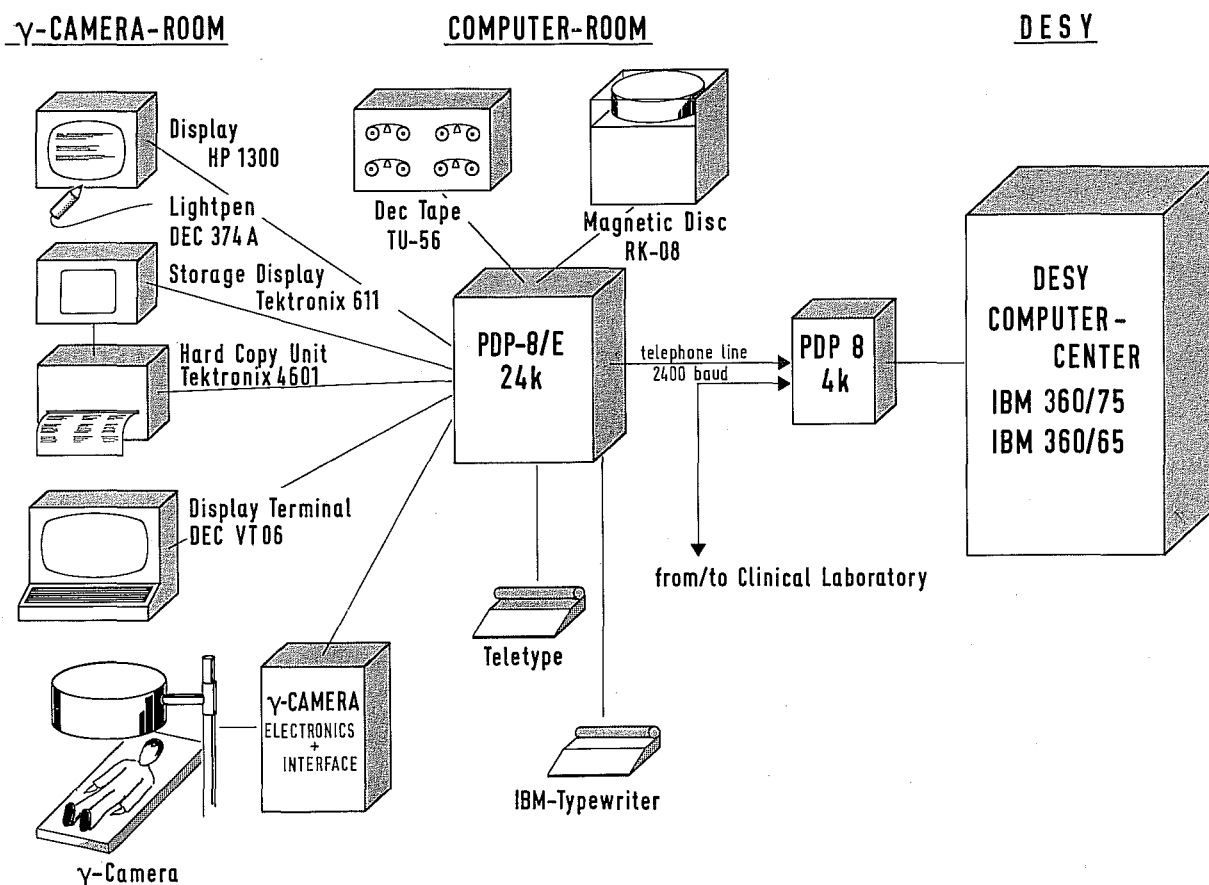 γ-CAMERA-ROOM
COMPUTER-ROOM
DESY
Display
HP 1300
Lightpen
DEC 374 A
Storage Display
Tektronix 611
Hard Copy Unit
Tektronix 4601
Display Terminal
DEC VT06
γ-Camera
γ-CAMERA
ELECTRONICS
+
INTERFACE
Dec Tape
TU-56
Magnetic Disc
RK-08
PDP-8/E
24k
telephone line
2400 baud
from/to Clinical Laboratory
Teletype
IBM-Typewriter
PDP 8
4k
DESY
COMPUTER-
CENTER
IBM 360/75
IBM 360/65